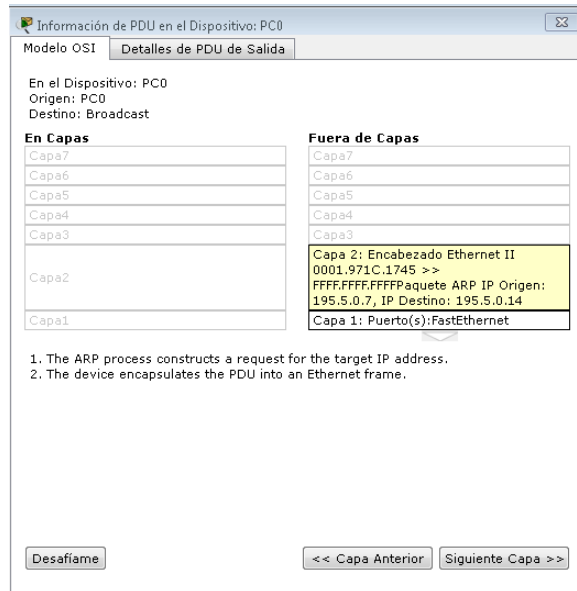 Información de PDU en el Dispositivo: PC0
Modelo OSI
Detalles de PDU de Salida
En el Dispositivo: PC0
Origen: PC0
Destino: Broadcast
En Capas
Fuera de Capas
Capa7
Capa7
Capa6
Capa6
Capa5
Capa5
Capa4
Capa4
Capa3
Capa3
Capa2
Capa 2: Encabezado Ethernet II
0001.971C.1745 >>
FFFF.FFFF.FFFFPaquete ARP IP Origen:
195.5.0.7, IP Destino: 195.5.0.14
Capa1
Capa 1: Puerto(s):FastEthernet
1. The ARP process constructs a request for the target IP address.
2. The device encapsulates the PDU into an Ethernet frame.
Desafíame
<< Capa Anterior
Siguiente Capa >>